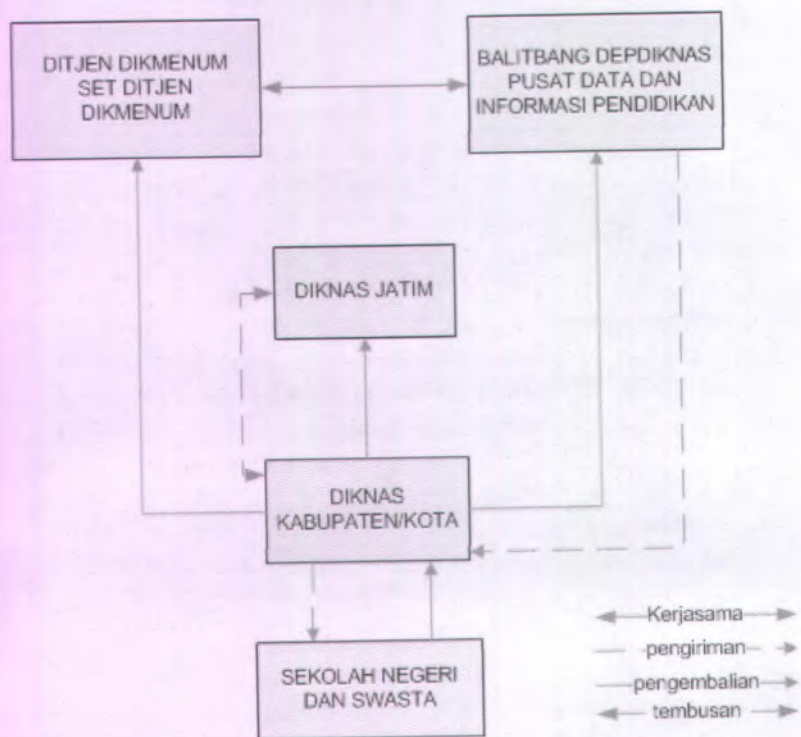 DITJEN DIKMENUM
SET DITJEN
DIKMENUM
BALITBANG DEPDIKNAS
PUSAT DATA DAN
INFORMASI PENDIDIKAN
DIKNAS JATIM
DIKNAS
KABUPATEN/KOTA
SEKOLAH NEGERI
DAN SWASTA
Kerjasama
pengiriman
pengembalian
tembusan